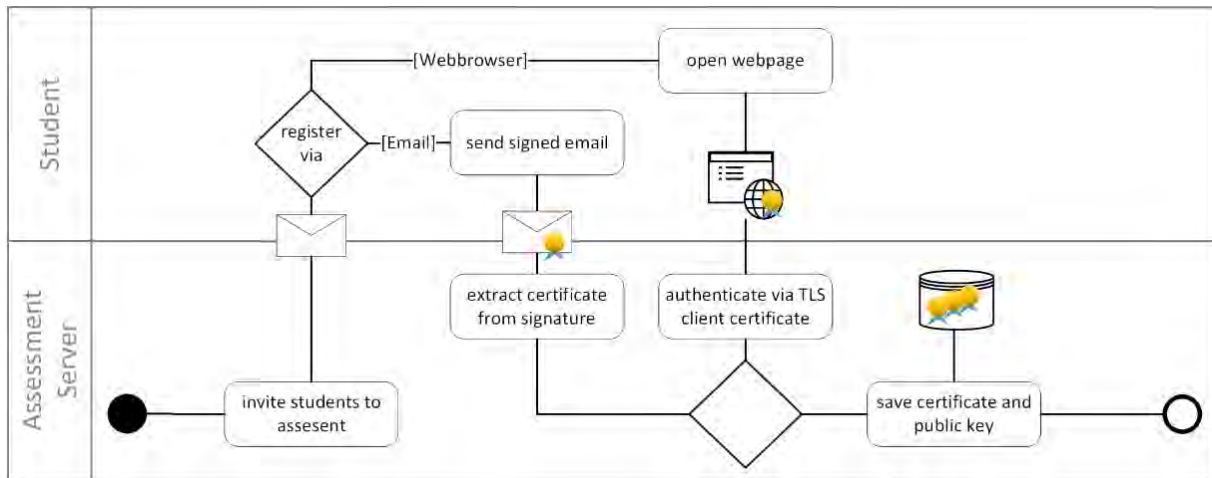 Student
[Webbrowser]
open webpage
register
via
[Email]
send signed email
Assessment
Server
extract certificate
from signature
authenticate via TLS
client certificate
invite students to
assesent
save certificate and
public key